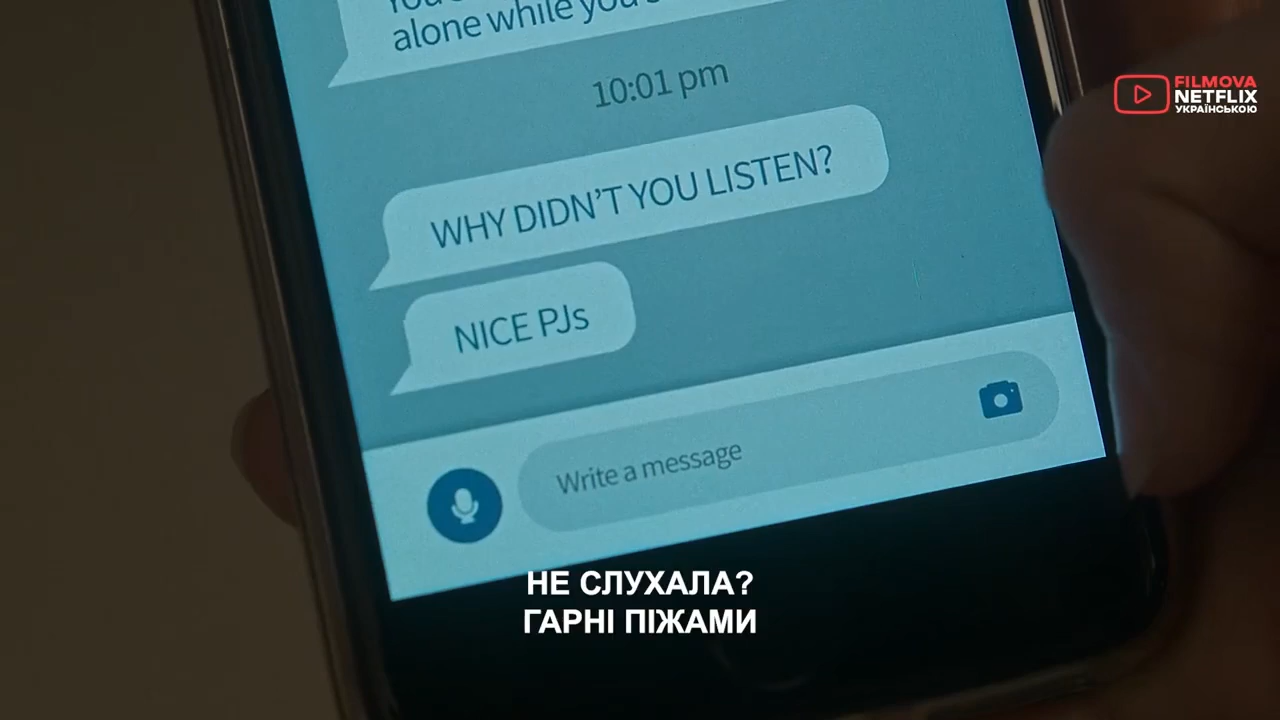 alone while you
10:01 pm
WHY DIDN'T YOU LISTEN?
NICE PJs
Write a message
FILMOVA
NETFLIX
УКРАЇНСЬКОЮ
НЕ СЛУХАЛА?
ГАРНІ ПІЖАМИ